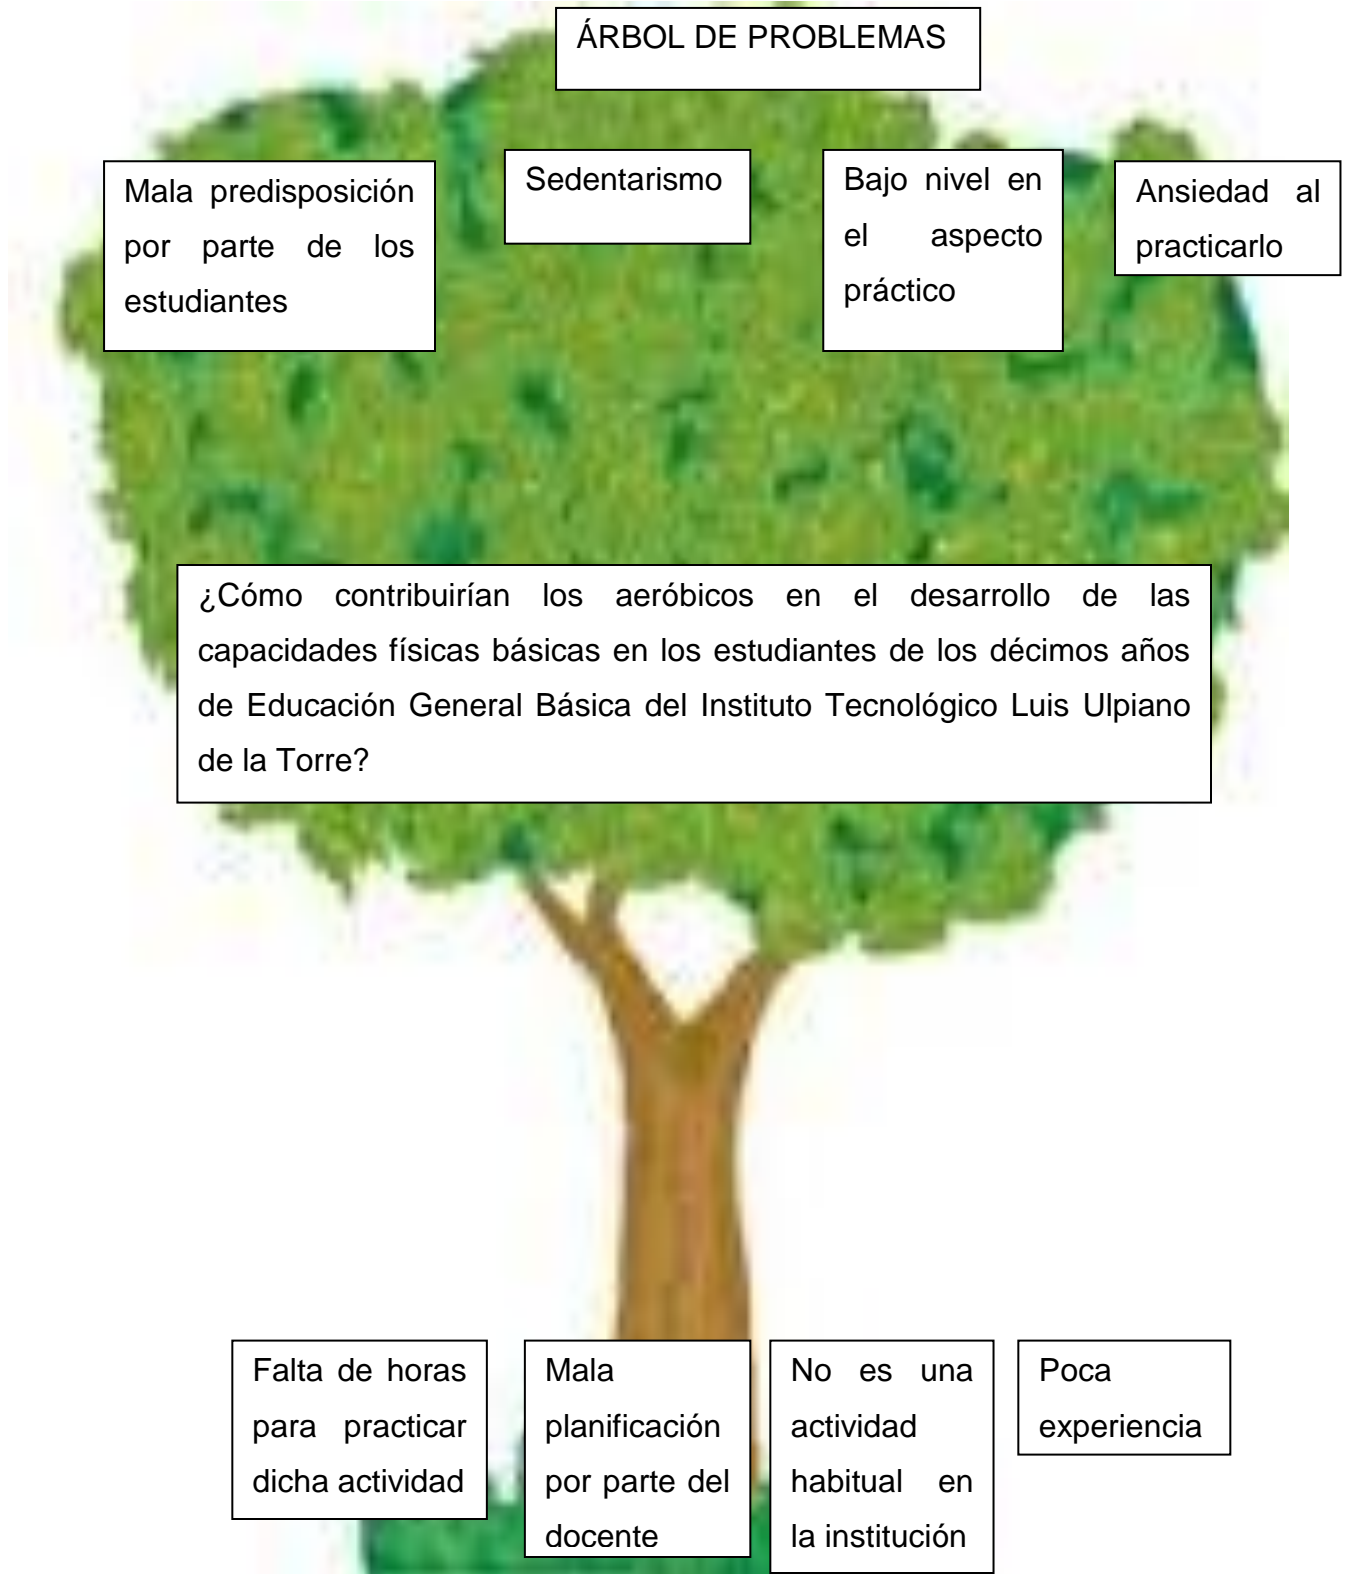 ÁRBOL DE PROBLEMAS
Mala predisposición
por parte de los
estudiantes
Sedentarismo
Bajo nivel en
el aspecto
práctico
Ansiedad al
practicarlo
¿Cómo contribuirían los aeróbicos en el desarrollo de las
capacidades físicas básicas en los estudiantes de los décimos años
de Educación General Básica del Instituto Tecnológico Luis Ulpiano
de la Torre?
Falta de horas
para practicar
dicha actividad
Mala
planificación
por parte del
docente
No es una
actividad
habitual en
la institución
Poca
experiencia